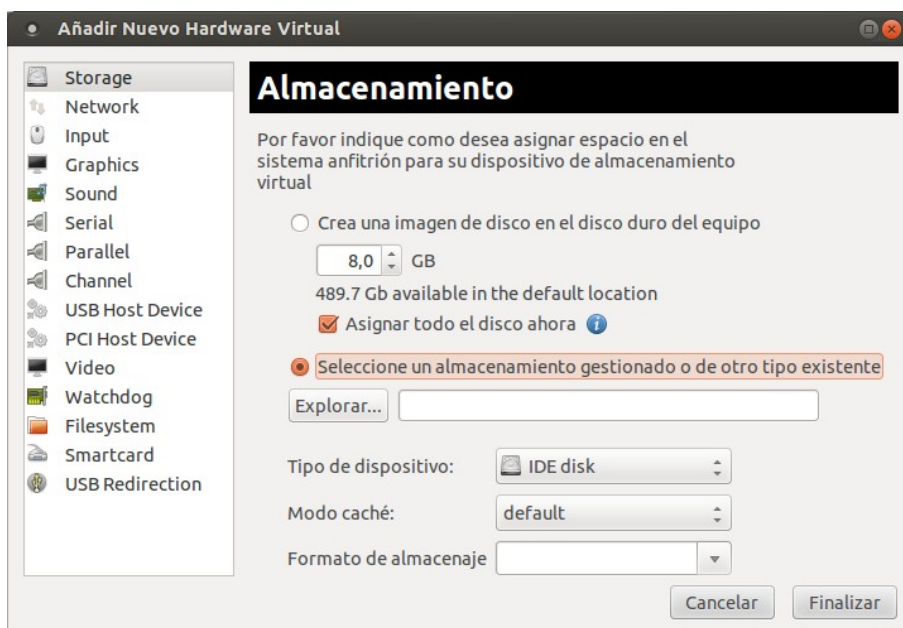 Añadir Nuevo Hardware Virtual
Storage
Network
Input
Graphics
Sound
Serial
Parallel
Channel
USB Host Device
PCI Host Device
Video
Watchdog
Filesystem
Smartcard
USB Redirection
Almacenamiento
Por favor indique como desea asignar espacio en el
sistema anfitrión para su dispositivo de almacenamiento
virtual
Crea una imagen de disco en el disco duro del equipo
8,0 GB
489.7 Gb available in the default location
Asignar todo el disco ahora
Seleccione un almacenamiento gestionado o de otro tipo existente
Explorar...
Tipo de dispositivo: IDE disk
Modo caché: default
Formato de almacenaje
Cancelar Finalizar